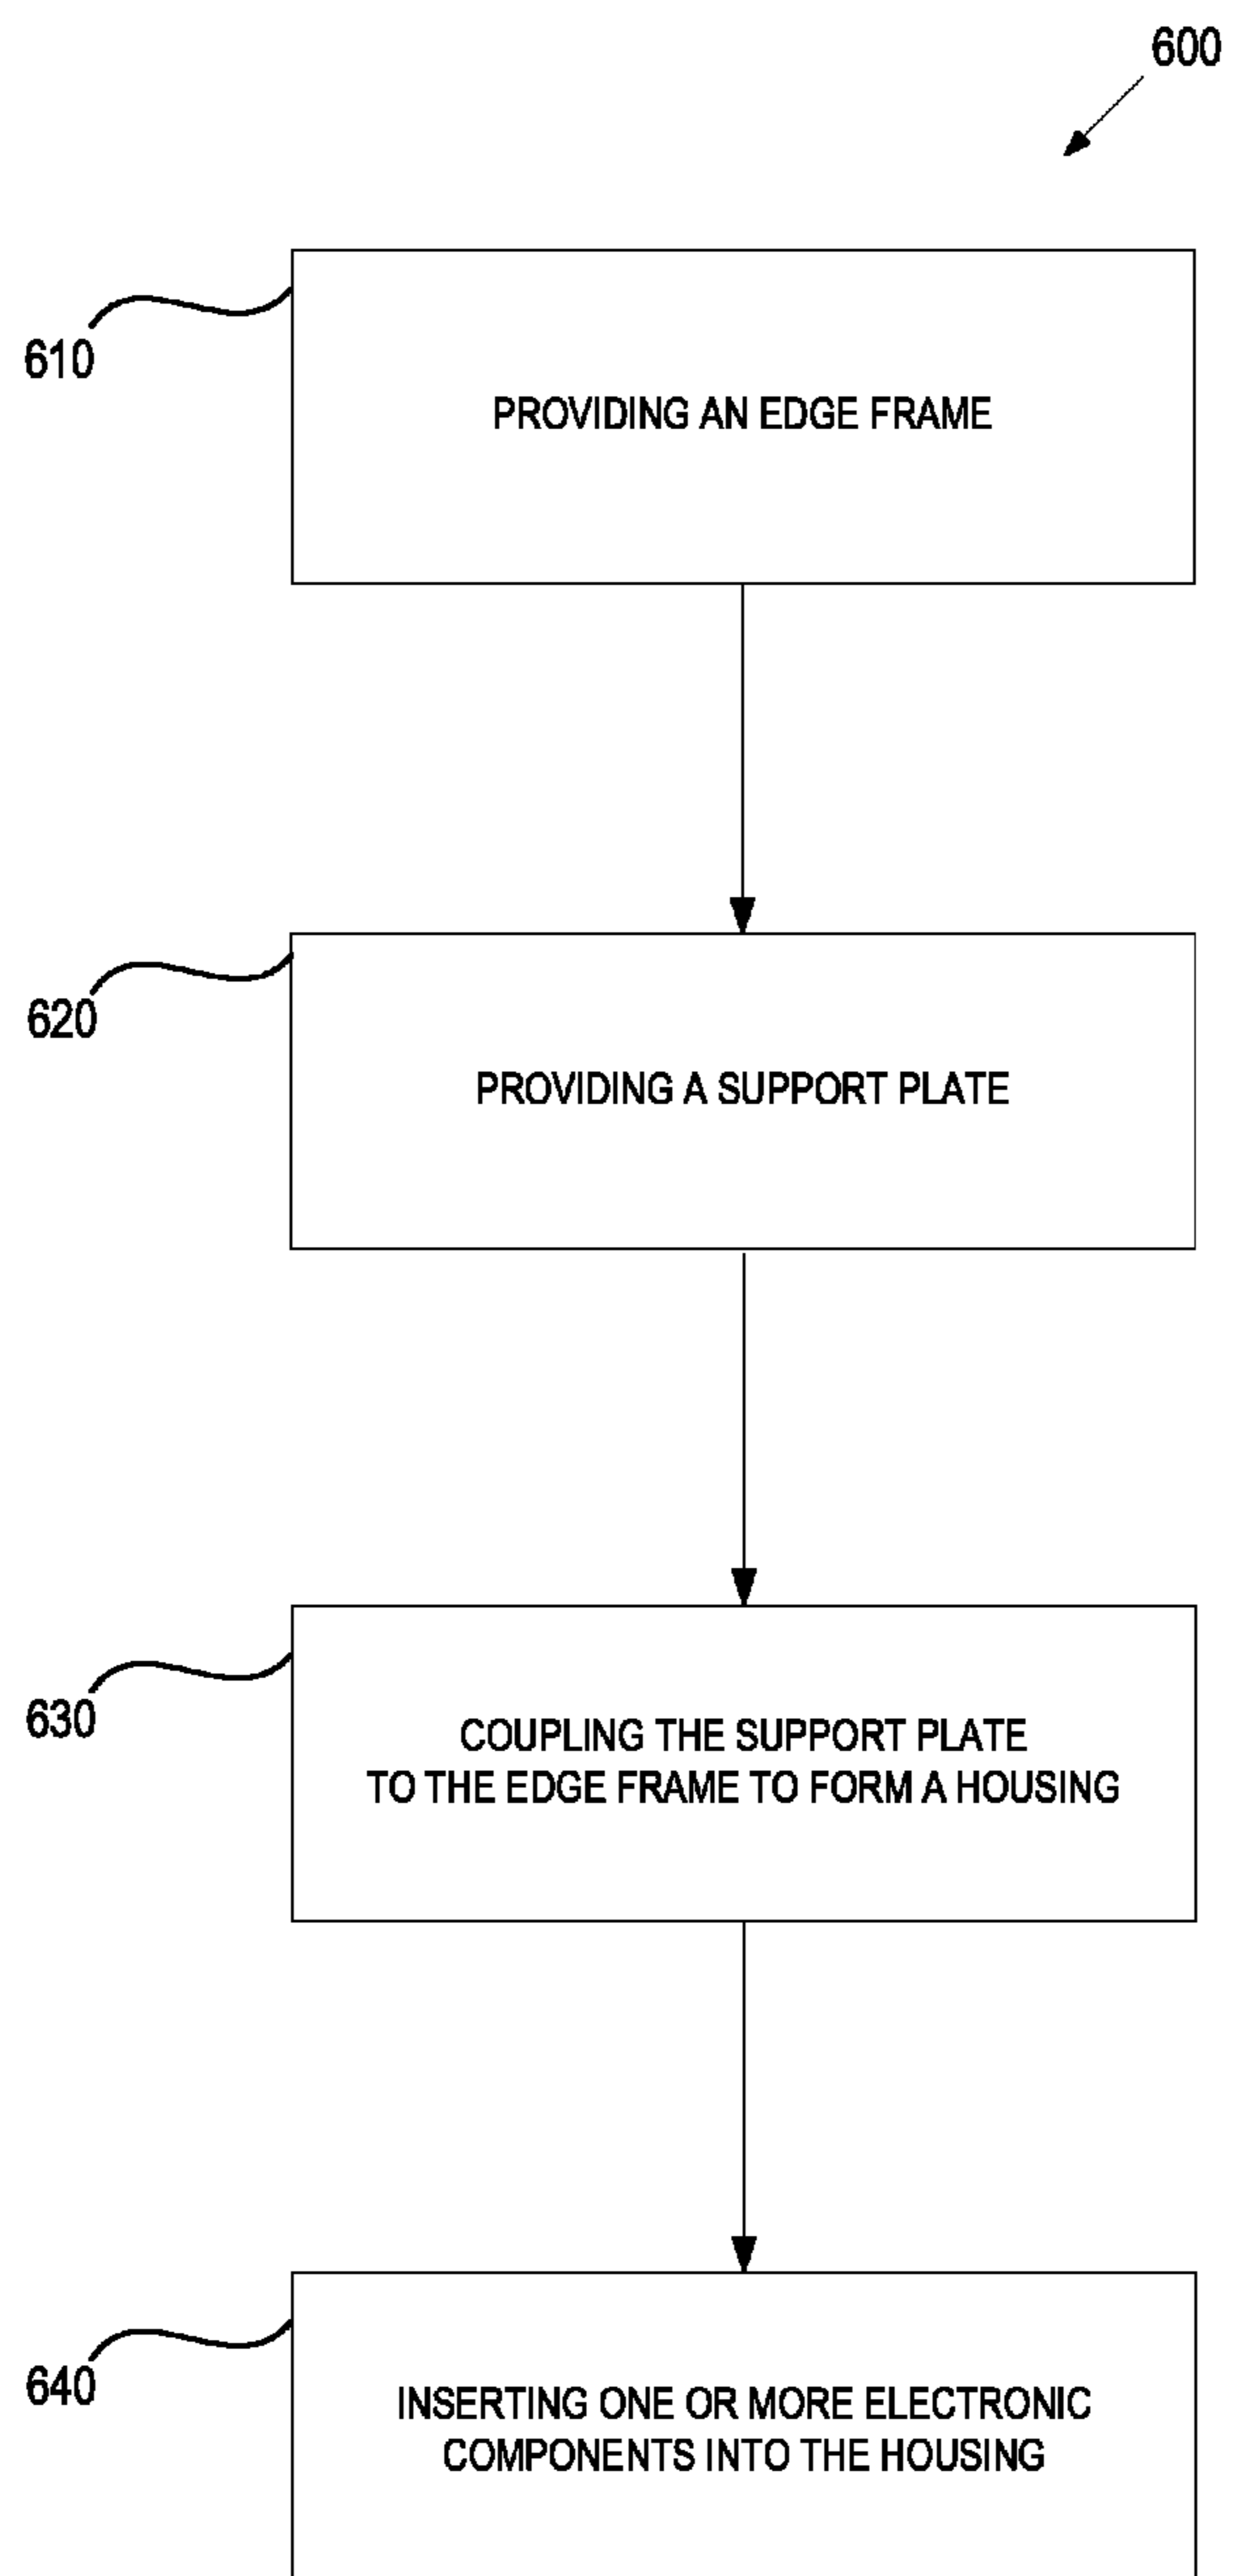 600
610
PROVIDING AN EDGE FRAME
620
PROVIDING A SUPPORT PLATE
630
COUPLING THE SUPPORT PLATE
TO THE EDGE FRAME TO FORM A HOUSING
640
INSERTING ONE OR MORE ELECTRONIC
COMPONENTS INTO THE HOUSING